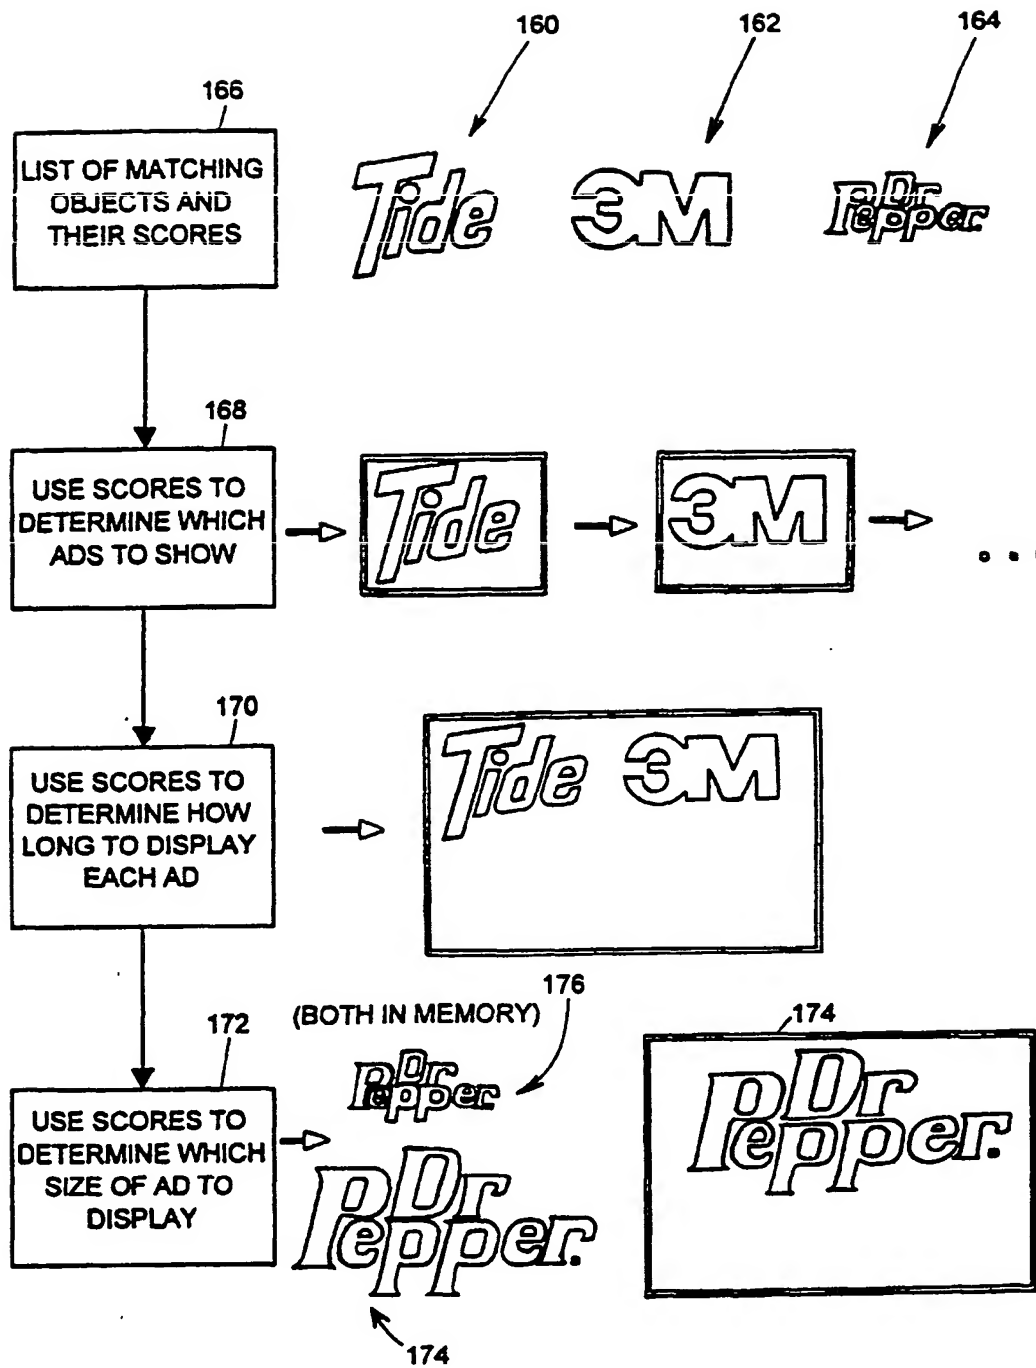 160
162
164
166
LIST OF MATCHING
OBJECTS AND
THEIR SCORES
Tide
3M
Dr
Pepper.
168
USE SCORES TO
DETERMINE WHICH
ADS TO SHOW
Tide
3M
170
USE SCORES TO
DETERMINE HOW
LONG TO DISPLAY
EACH AD
Tide
3M
172
USE SCORES TO
DETERMINE WHICH
SIZE OF AD TO
DISPLAY
(BOTH IN MEMORY)
176
Dr
Pepper.
Dr
Pepper.
174
174
Dr
Pepper.